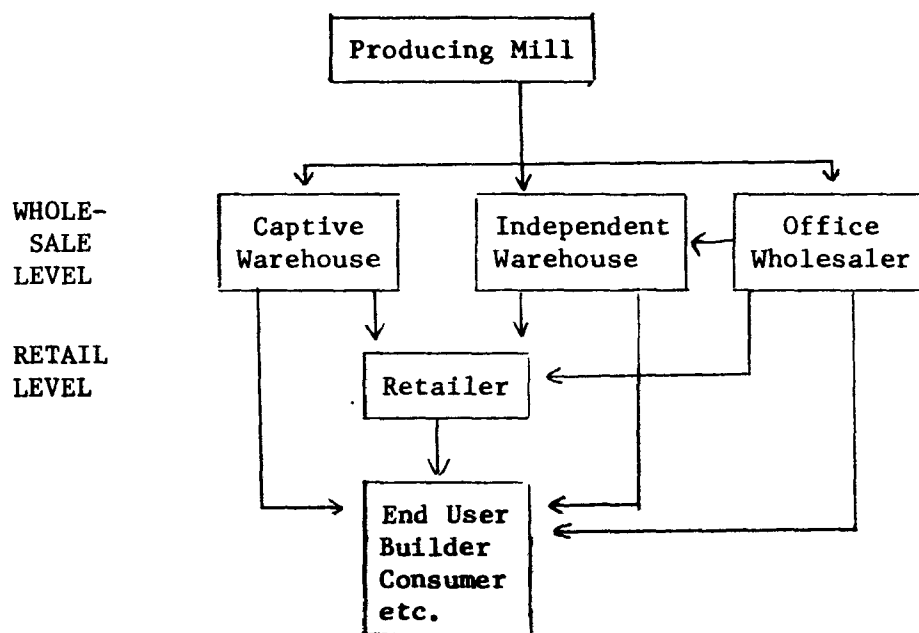 Producing Mill
WHOLE-
SALE
LEVEL
Captive
Warehouse
Independent
Warehouse
Office
Wholesaler
RETAIL
LEVEL
Retailer
End User
Builder
Consumer
etc.